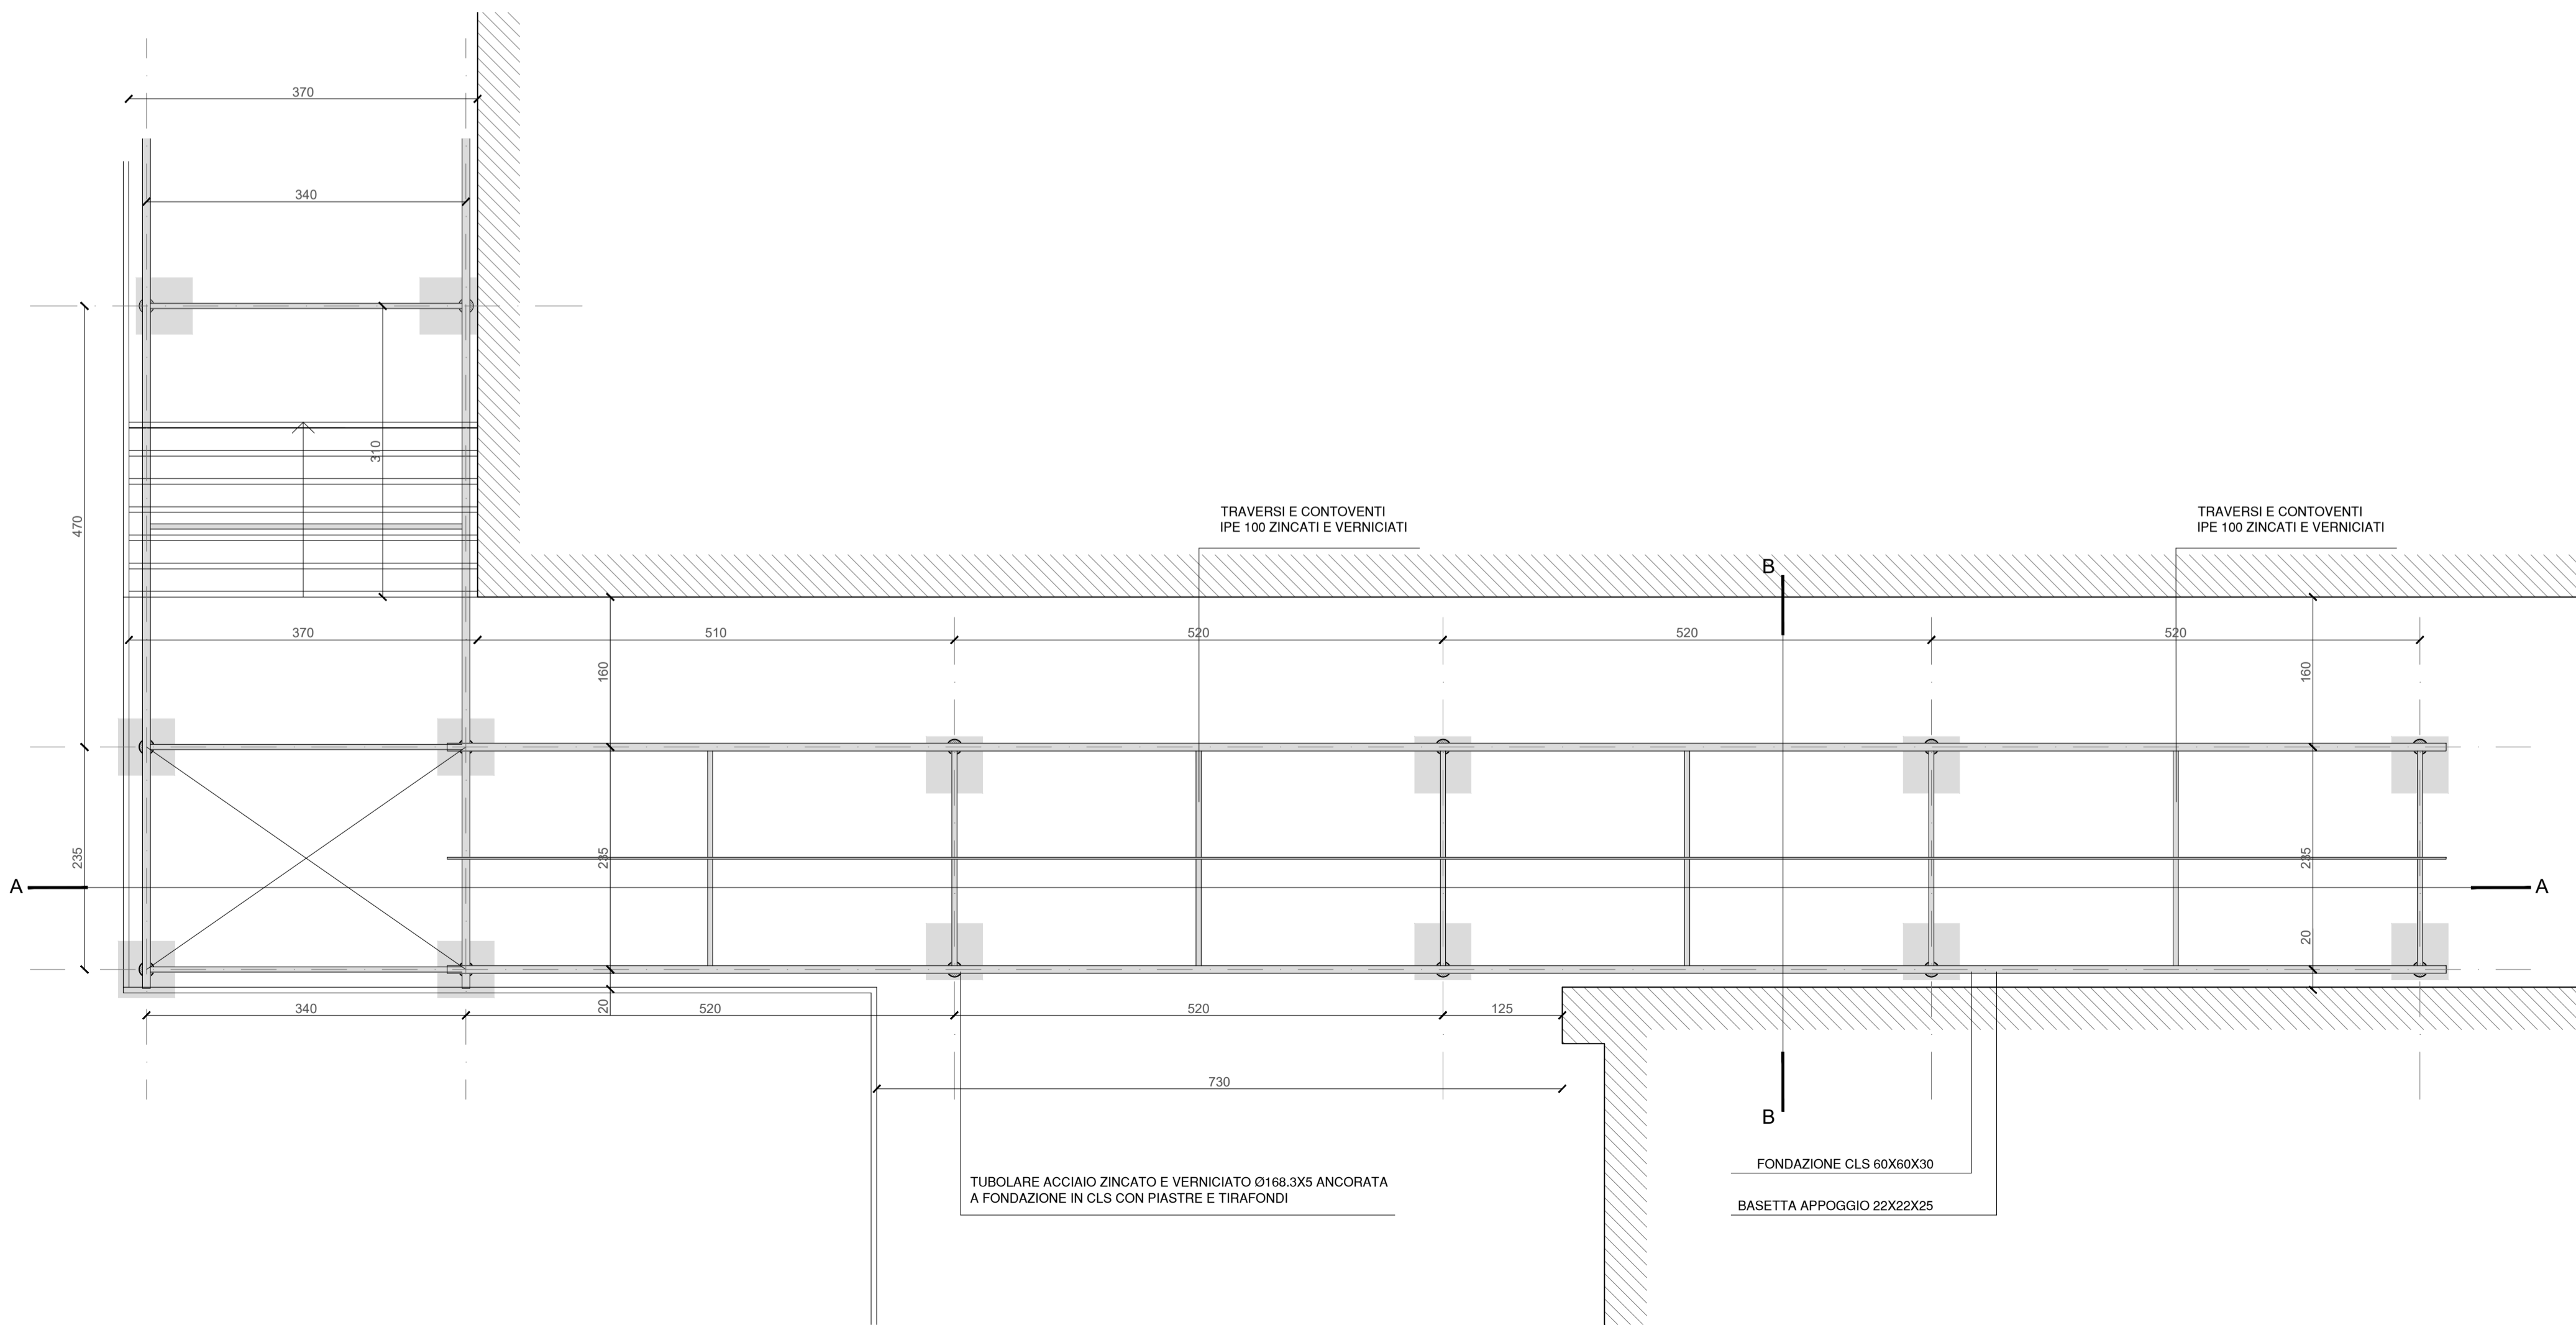 370
340
310
470
TRAVERSI E CONTOVENTI
IPE 100 ZINCATI E VERNICIATI
TRAVERSI E CONTOVENTI
IPE 100 ZINCATI E VERNICIATI
B
370
510
520
520
520
160
160
235
235
235
A
A
20
340
20
520
520
125
730
B
FONDAZIONE CLS 60X60X30
TUBOLARE ACCIAIO ZINCATO E VERNICIATO Ø168.3X5 ANCORATA
A FONDAZIONE IN CLS CON PIASTRE E TIRAFONDI
BASETTA APPOGGIO 22X22X25